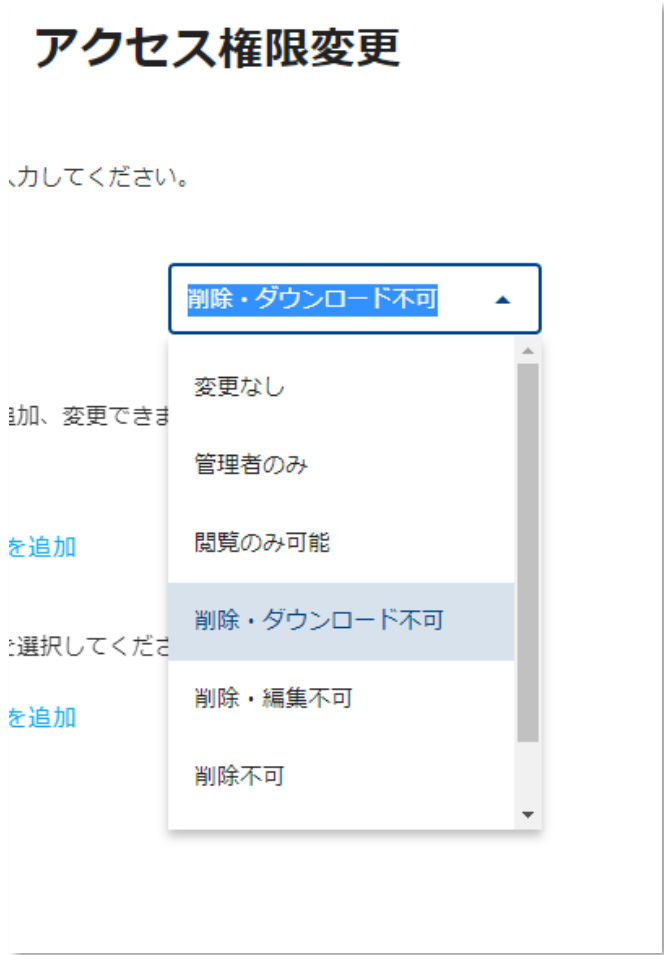 アクセス権限変更
力してください。
削除・ダウンロード不可
変更なし
加、変更できま
管理者のみ
閲覧のみ可能
を追加
削除・ダウンロード不可
選択してくださ
削除・編集不可
を追加
削除不可